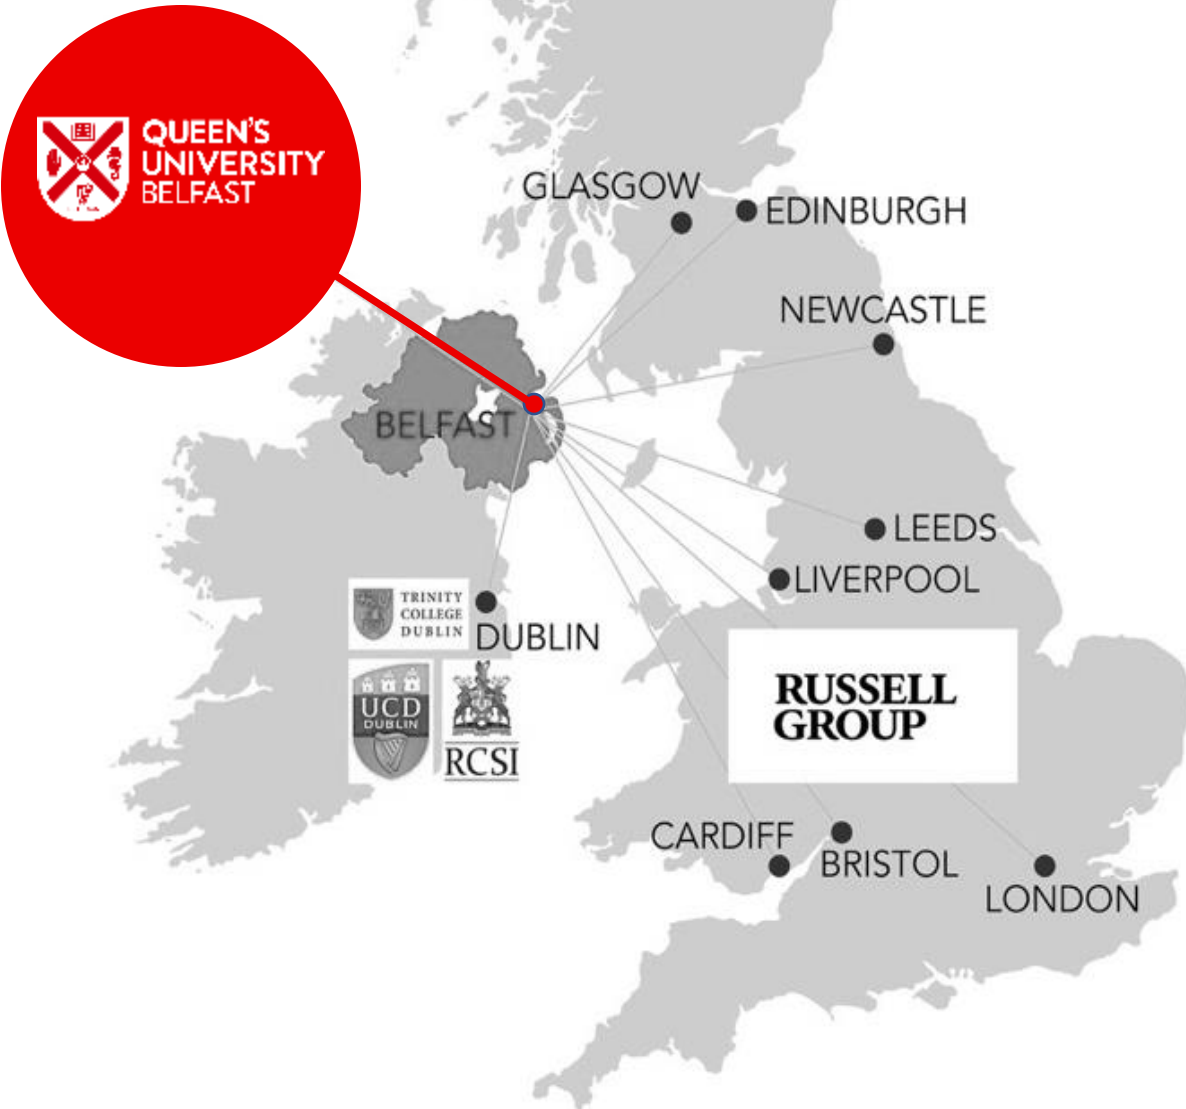 QUEEN'S
UNIVERSITY
BELFAST
GLASGOW
EDINBURGH
NEWCASTLE
BELFAST
LEEDS
LIVERPOOL
TRINITY
COLLEGE
DUBLIN
DUBLIN
UCD
DUBLIN
RCSI
RUSSELL
GROUP
CARDIFF
BRISTOL
LONDON